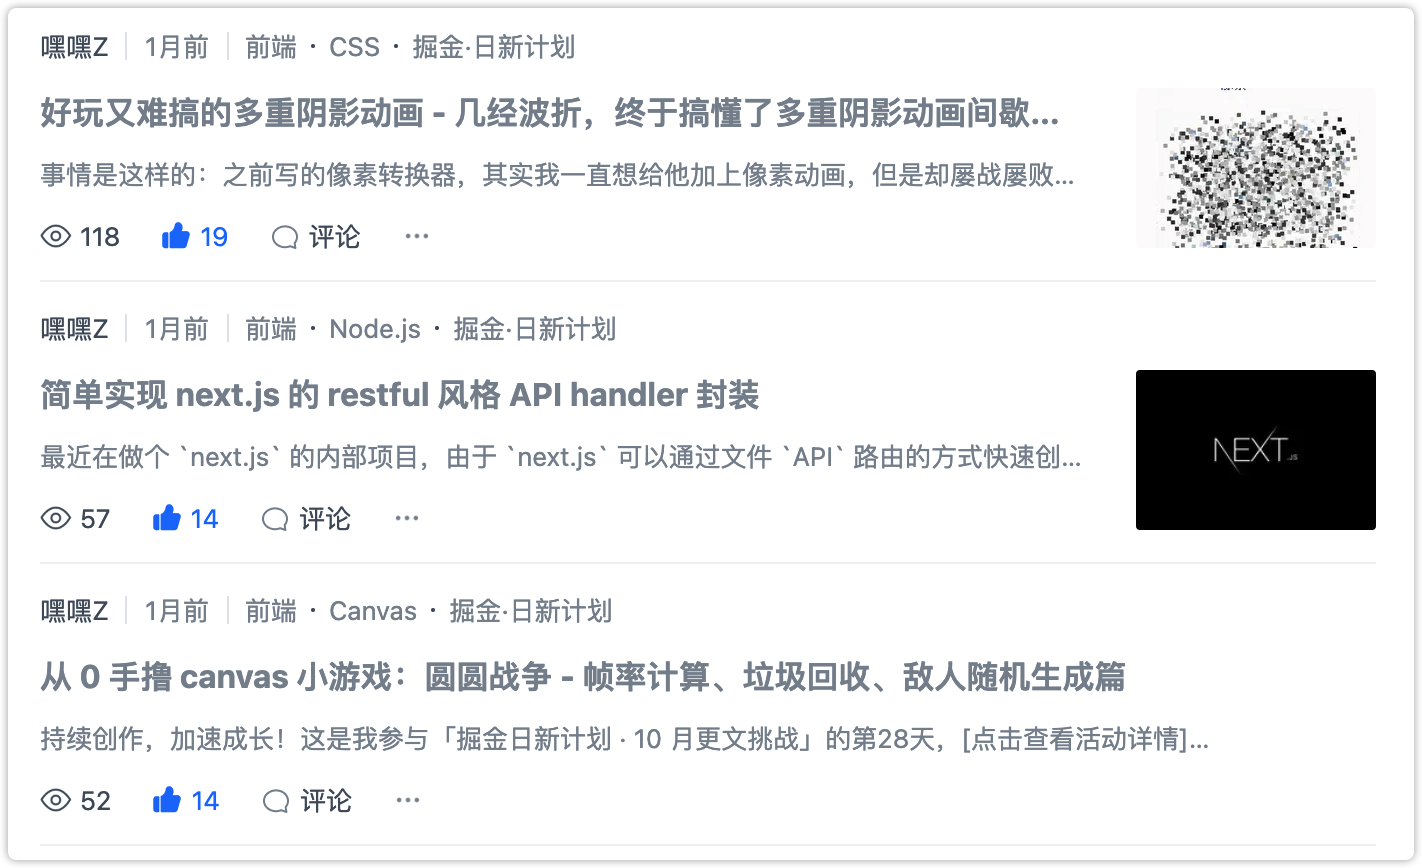 嘿嘿Z 1月前 前端 · CSS · 掘金·日新计划
好玩又难搞的多重阴影动画 - 几经波折，终于搞懂了多重阴影动画间歇...
事情是这样的：之前写的像素转换器，其实我一直想给他加上像素动画，但是却屡战屡败...
118 19 评论 ...
嘿嘿Z 1月前 前端 · Node.js · 掘金·日新计划
简单实现 next.js 的 restful 风格 API handler 封装
最近在做个 `next.js` 的内部项目，由于 `next.js` 可以通过文件 `API` 路由的方式快速创...
NEXT.JS
57 14 评论 ...
嘿嘿Z 1月前 前端 · Canvas · 掘金·日新计划
从 0 手撸 canvas 小游戏：圆圆战争 - 帧率计算、垃圾回收、敌人随机生成篇
持续创作，加速成长！这是我参与「掘金日新计划 · 10 月更文挑战」的第28天，[点击查看活动详情]...
52 14 评论 ...